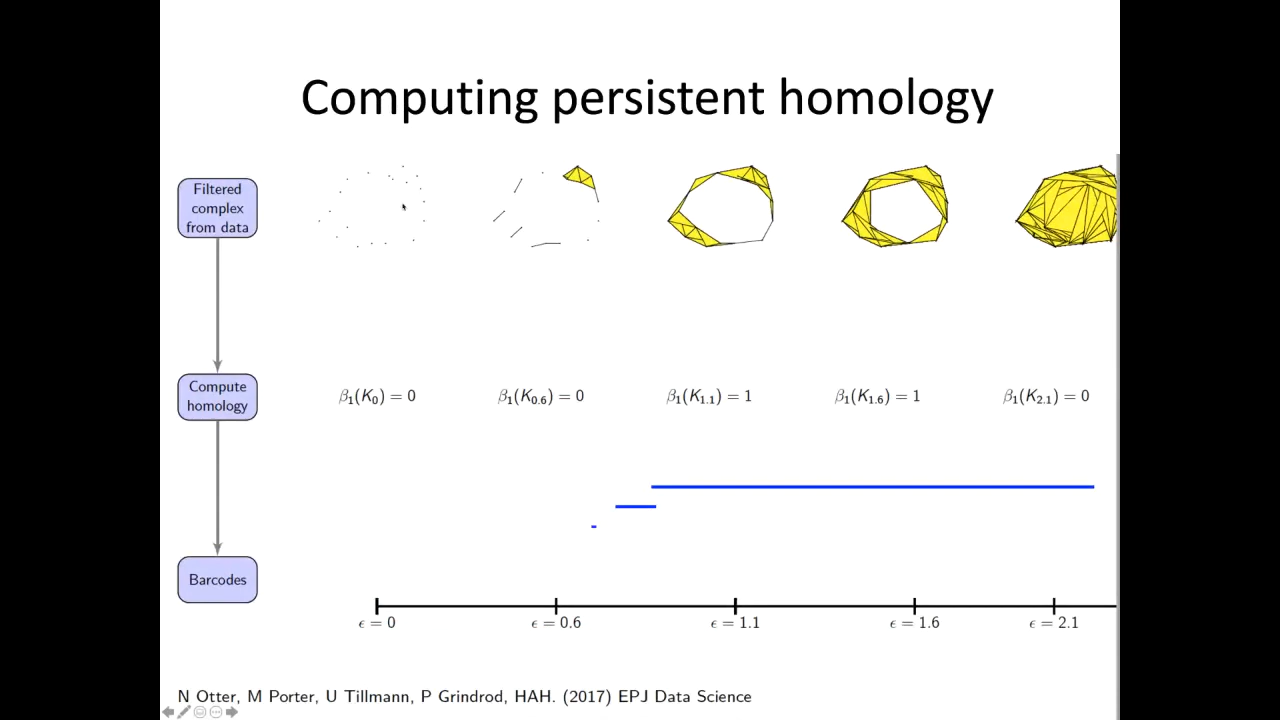 Computing persistent homology
Filtered
complex
from data
Compute
homology
β₁(K₀) = 0
β₁(K₀.₆) = 0
β₁(K₁.₁) = 1
β₁(K₁.₆) = 1
β₁(K₂.₁) = 0
Barcodes
ϵ = 0
ϵ = 0.6
ϵ = 1.1
ϵ = 1.6
ϵ = 2.1
N Otter, M Porter, U Tillmann, P Grindrod, HAH. (2017) EPJ Data Science